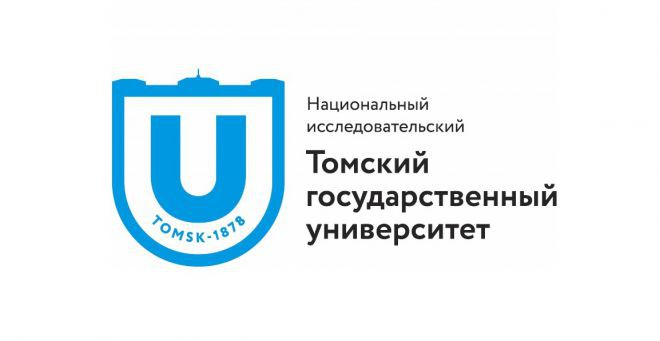 U
TOMSK-1878
Национальный
исследовательский
Томский
государственный
университет